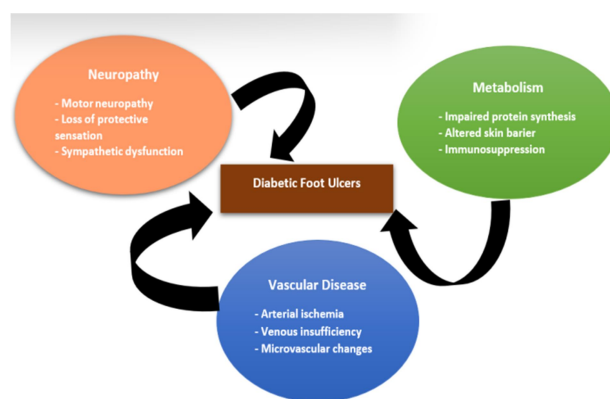 Neuropathy
- Motor neuropathy
- Loss of protective
sensation
- Sympathetic dysfunction
Metabolism
- Impaired protein synthesis
- Altered skin barier
- Immunosuppression
Diabetic Foot Ulcers
Vascular Disease
- Arterial ischemia
- Venous insufficiency
- Microvascular changes